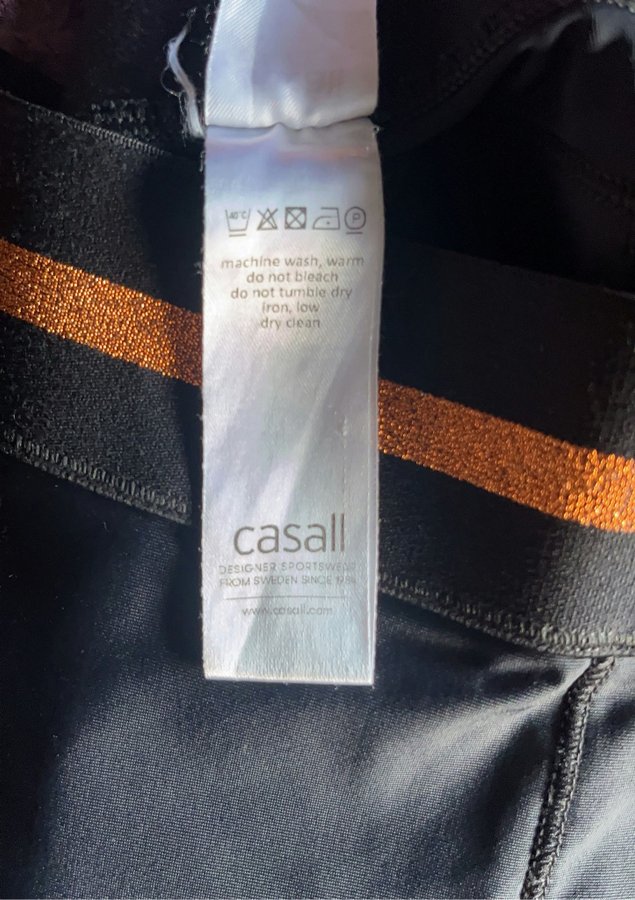 40°C P
machine wash, warm
do not bleach
do not tumble dry
iron, low
dry clean
casall
DESIGNER SPORTSWEAR
FROM SWEDEN SINCE 1984
www.casall.com